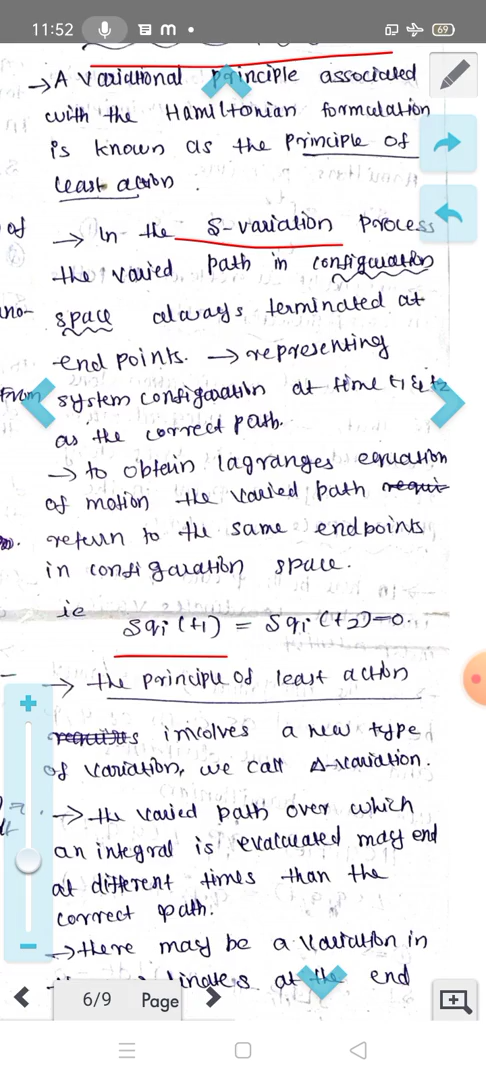 11:52
69
→ A variational principle associated
with the Hamiltonian formulation
is known as the principle of
least action.
of
→ In the δ-variation process
the varied path in configuration
space always terminated at
end points. → representing
From system configuration at time t1 & t2
as the correct path.
→ to obtain lagranges equation
of motion the varied path
return to the same endpoints
in configuration space.
ie
δqi (t1) = δqi (t2) = 0.
→ the principle of least action
involves a new type
of variation, we call Δ-variation.
→ the varied path over which
an integral is evaluated may end
at different times than the
correct path.
→ there may be a variation in
at the end
6/9 Page